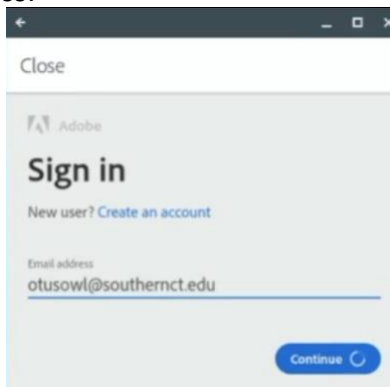 Close
Adobe
Sign in
New user? Create an account
Email address
otusowl@southernct.edu
Continue